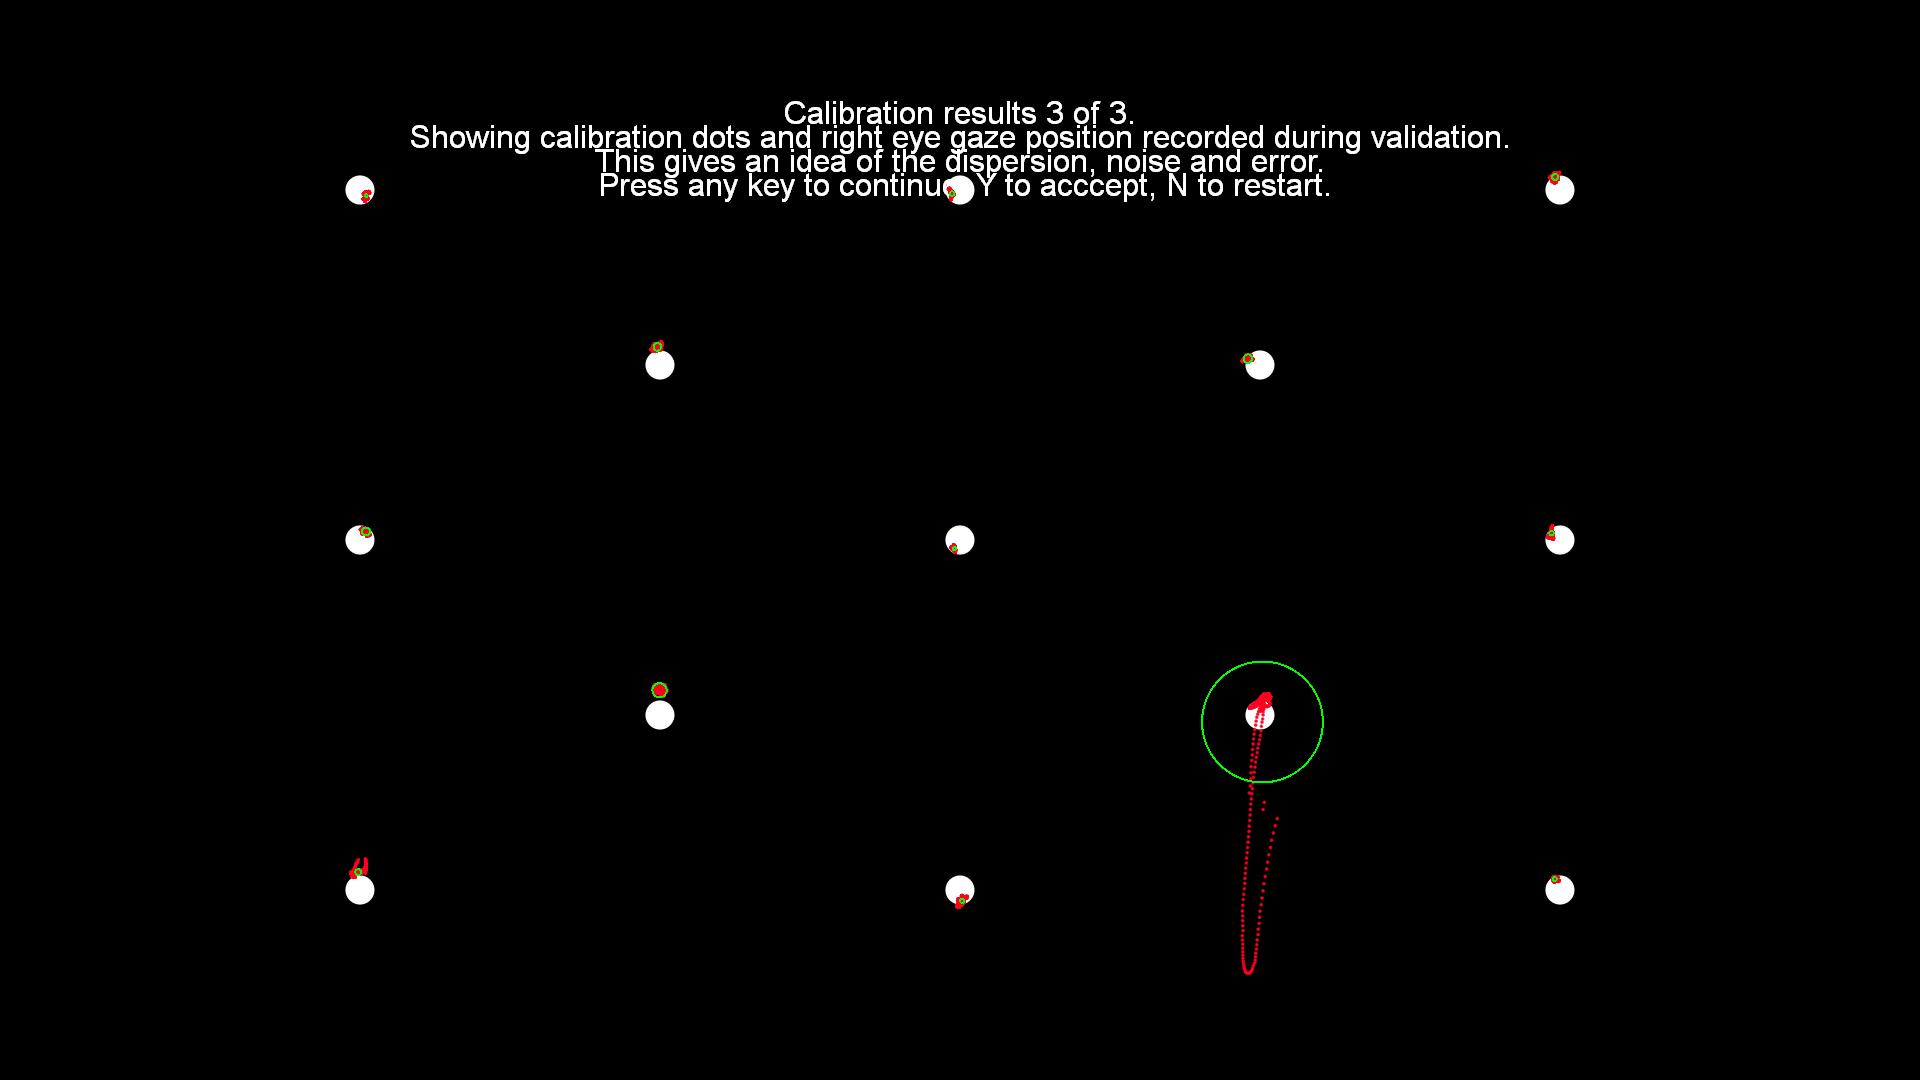 Calibration results 3 of 3.
Showing calibration dots and right eye gaze position recorded during validation.
This gives an idea of the dispersion, noise and error.
Press any key to continue, Y to acccept, N to restart.